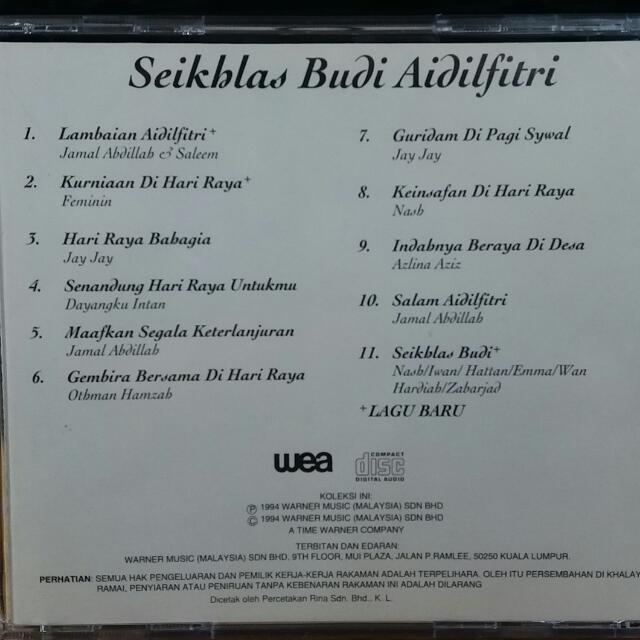 Seikhlas Budi Aidilfitri
1. Lambaian Aidilfitri+
Jamal Abdillah & Saleem
2. Kurniaan Di Hari Raya+
Feminin
3. Hari Raya Bahagia
Jay Jay
4. Senandung Hari Raya Untukmu
Dayangku Intan
5. Maafkan Segala Keterlanjuran
Jamal Abdillah
6. Gembira Bersama Di Hari Raya
Othman Hamzah
7. Guridam Di Pagi Sywal
Jay Jay
8. Keinsafan Di Hari Raya
Nash
9. Indahnya Beraya Di Desa
Azlina Aziz
10. Salam Aidilfitri
Jamal Abdillah
11. Seikhlas Budi+
Nash/Iwan/ Hattan/Emma/Wan
Hardiah/Zabarjad
+LAGU BARU
wea
COMPACT
disc
DIGITAL AUDIO
KOLEKSI INI:
℗ 1994 WARNER MUSIC (MALAYSIA) SDN BHD
© 1994 WARNER MUSIC (MALAYSIA) SDN BHD
A TIME WARNER COMPANY
TERBITAN DAN EDARAN:
WARNER MUSIC (MALAYSIA) SDN BHD. 9TH FLOOR, MUI PLAZA, JALAN P.RAMLEE, 50250 KUALA LUMPUR.
PERHATIAN: SEMUA HAK PENGELUARAN DAN PEMILIK KERJA-KERJA RAKAMAN ADALAH TERPELIHARA. OLEH ITU PERSEMBAHAN DI KHALAY
RAMAI, PENYIARAN ATAU PENIRUAN TANPA KEBENARAN RAKAMAN INI ADALAH DILARANG
Dicetak oleh Percetakan Rina Sdn. Bhd., K. L.